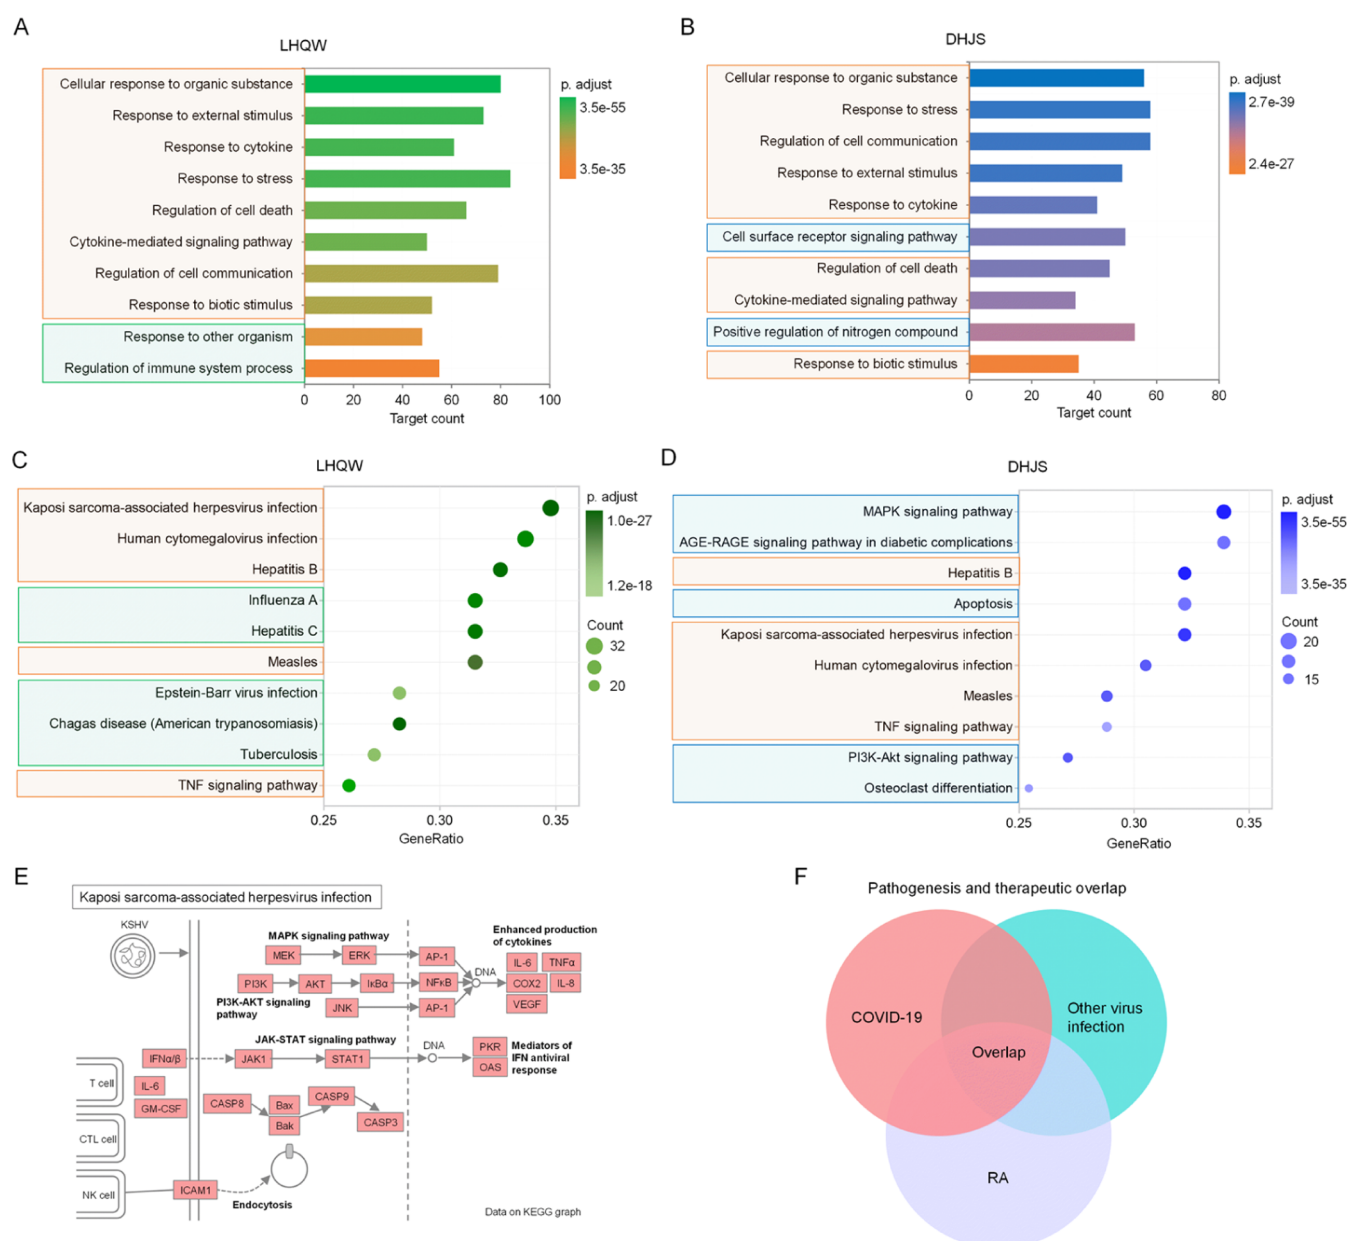 A
LHQW
Cellular response to organic substance
Response to external stimulus
Response to cytokine
Response to stress
Regulation of cell death
Cytokine-mediated signaling pathway
Regulation of cell communication
Response to biotic stimulus
Response to other organism
Regulation of immune system process
0 20 40 60 80 100
Target count
p. adjust
3.5e-55
3.5e-35
B
DHJS
Cellular response to organic substance
Response to stress
Regulation of cell communication
Response to external stimulus
Response to cytokine
Cell surface receptor signaling pathway
Regulation of cell death
Cytokine-mediated signaling pathway
Positive regulation of nitrogen compound
Response to biotic stimulus
0 20 40 60 80
Target count
p. adjust
2.7e-39
2.4e-27
C
LHQW
Kaposi sarcoma-associated herpesvirus infection
Human cytomegalovirus infection
Hepatitis B
Influenza A
Hepatitis C
Measles
Epstein-Barr virus infection
Chagas disease (American trypanosomiasis)
Tuberculosis
TNF signaling pathway
0.25 0.30 0.35
GeneRatio
p. adjust
1.0e-27
1.2e-18
Count
32
20
D
DHJS
MAPK signaling pathway
AGE-RAGE signaling pathway in diabetic complications
Hepatitis B
Apoptosis
Kaposi sarcoma-associated herpesvirus infection
Human cytomegalovirus infection
Measles
TNF signaling pathway
PI3K-Akt signaling pathway
Osteoclast differentiation
0.25 0.30 0.35
GeneRatio
p. adjust
3.5e-55
3.5e-35
Count
20
15
E
Kaposi sarcoma-associated herpesvirus infection
KSHV
MAPK signaling pathway
MEK ERK AP-1
PI3K AKT IκBα NFκB
DNA
PI3K-AKT signaling
pathway
JNK AP-1
Enhanced production
of cytokines
IL-6 TNFα
COX2 IL-8
VEGF
JAK-STAT signaling pathway
IFNα/β JAK1 STAT1
DNA
PKR
OAS
Mediators of
IFN antiviral
response
T cell
IL-6
GM-CSF
CASP8
Bax
Bak
CASP9
CASP3
CTL cell
NK cell
ICAM1
Endocytosis
Data on KEGG graph
F
Pathogenesis and therapeutic overlap
COVID-19
Other virus
infection
Overlap
RA